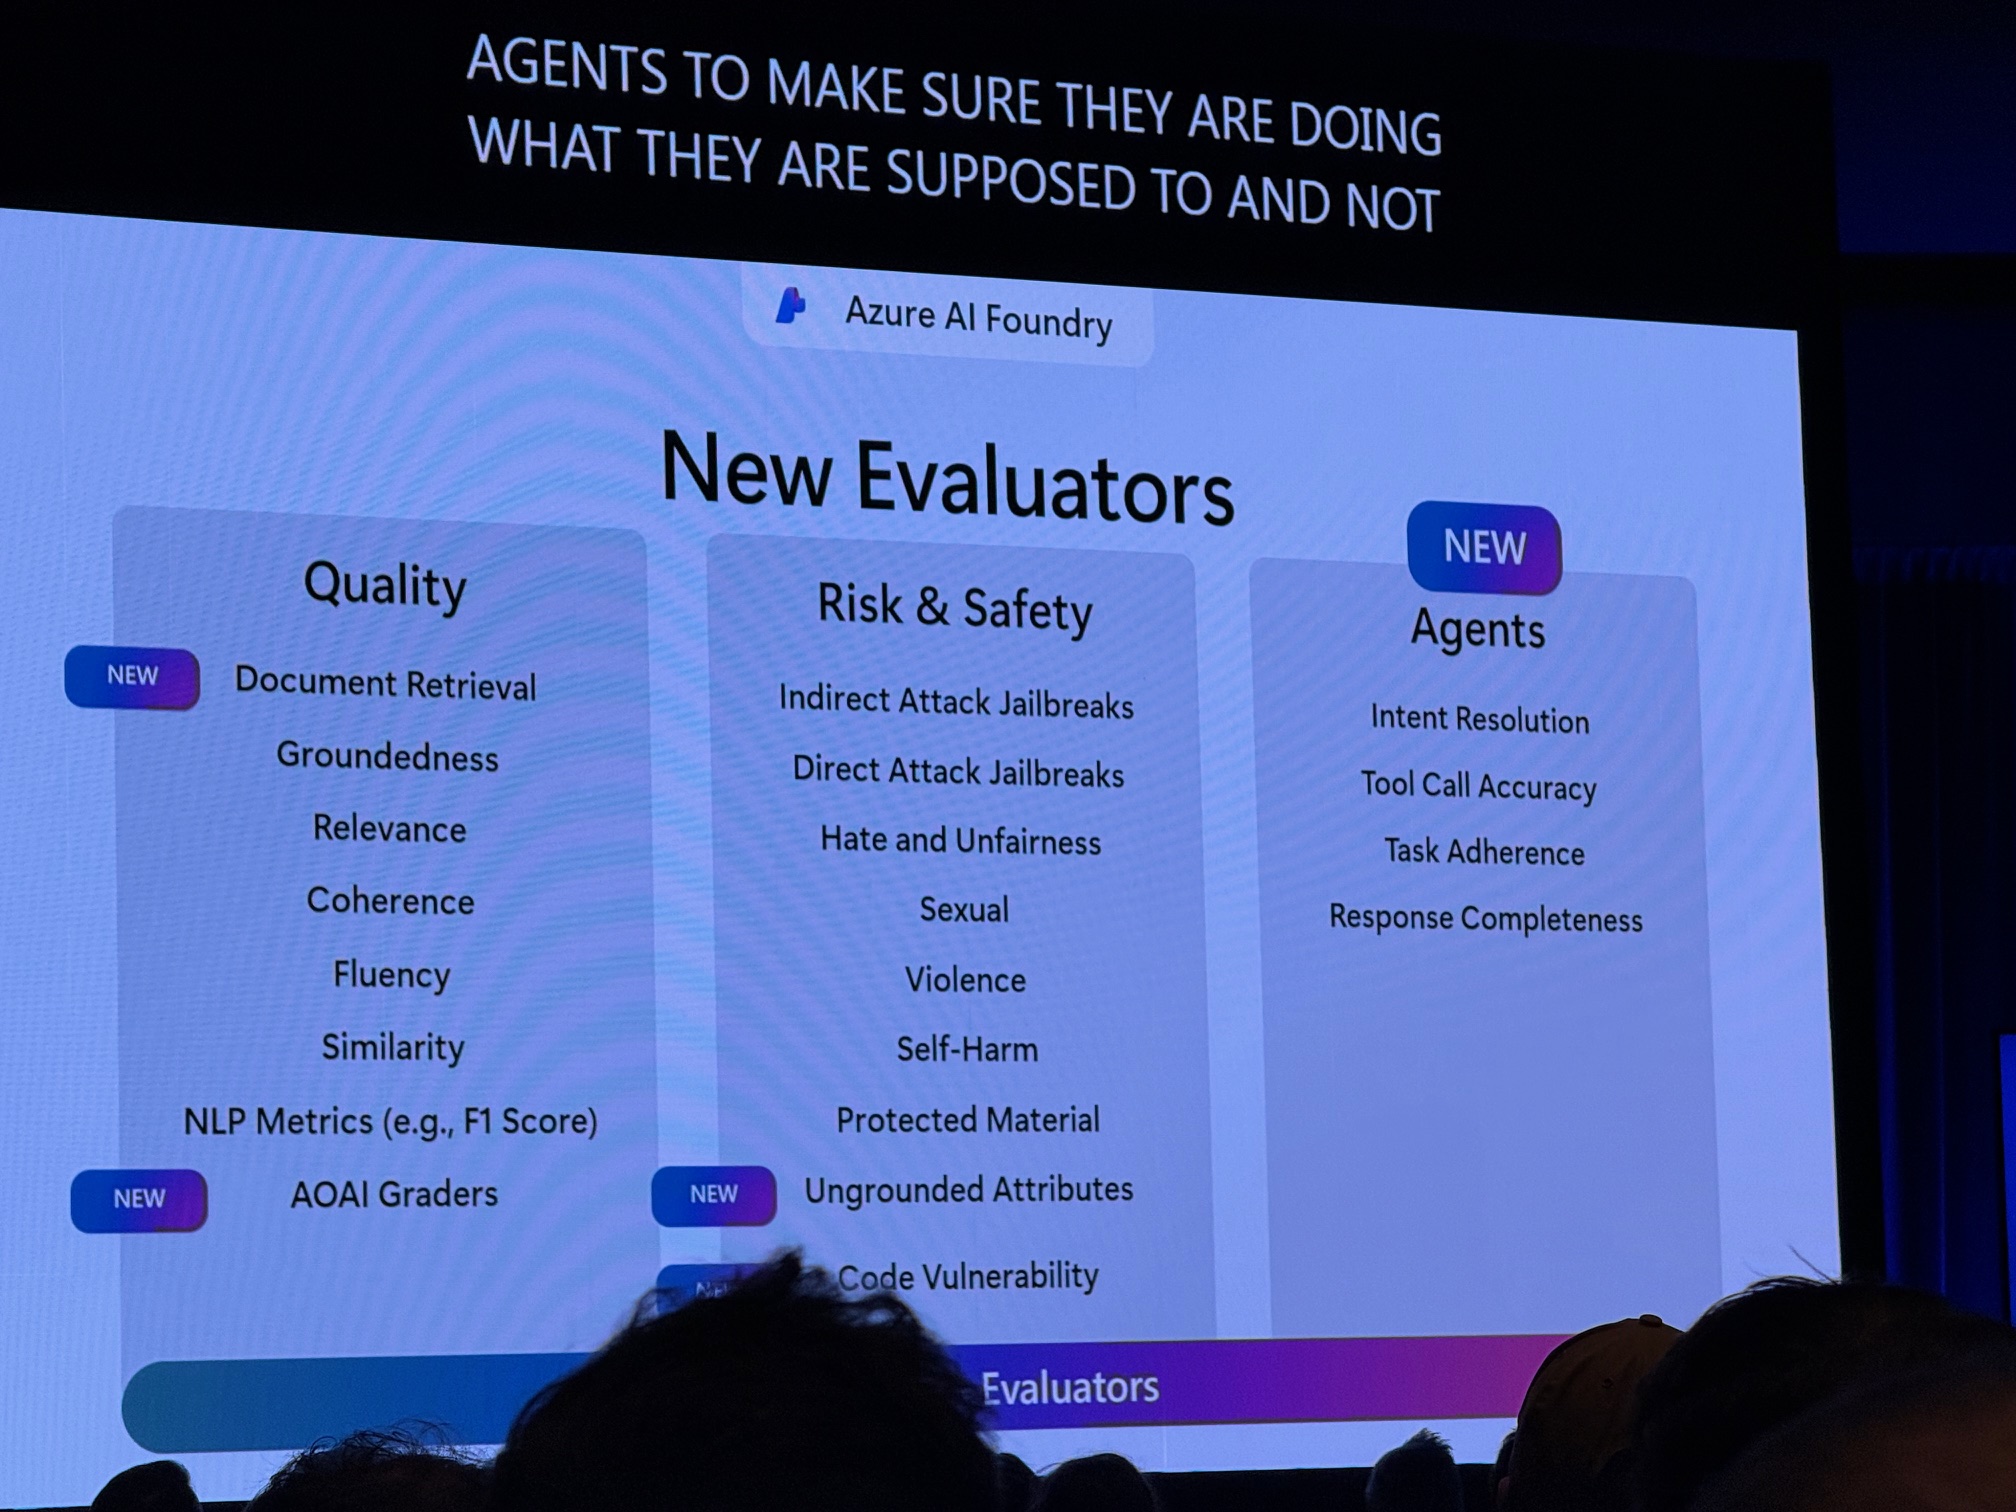 AGENTS TO MAKE SURE THEY ARE DOING
WHAT THEY ARE SUPPOSED TO AND NOT
Azure AI Foundry
New Evaluators
Quality
NEW Document Retrieval
Groundedness
Relevance
Coherence
Fluency
Similarity
NLP Metrics (e.g., F1 Score)
NEW AOAI Graders
Risk & Safety
Indirect Attack Jailbreaks
Direct Attack Jailbreaks
Hate and Unfairness
Sexual
Violence
Self-Harm
Protected Material
NEW Ungrounded Attributes
Code Vulnerability
NEW
Agents
Intent Resolution
Tool Call Accuracy
Task Adherence
Response Completeness
Evaluators